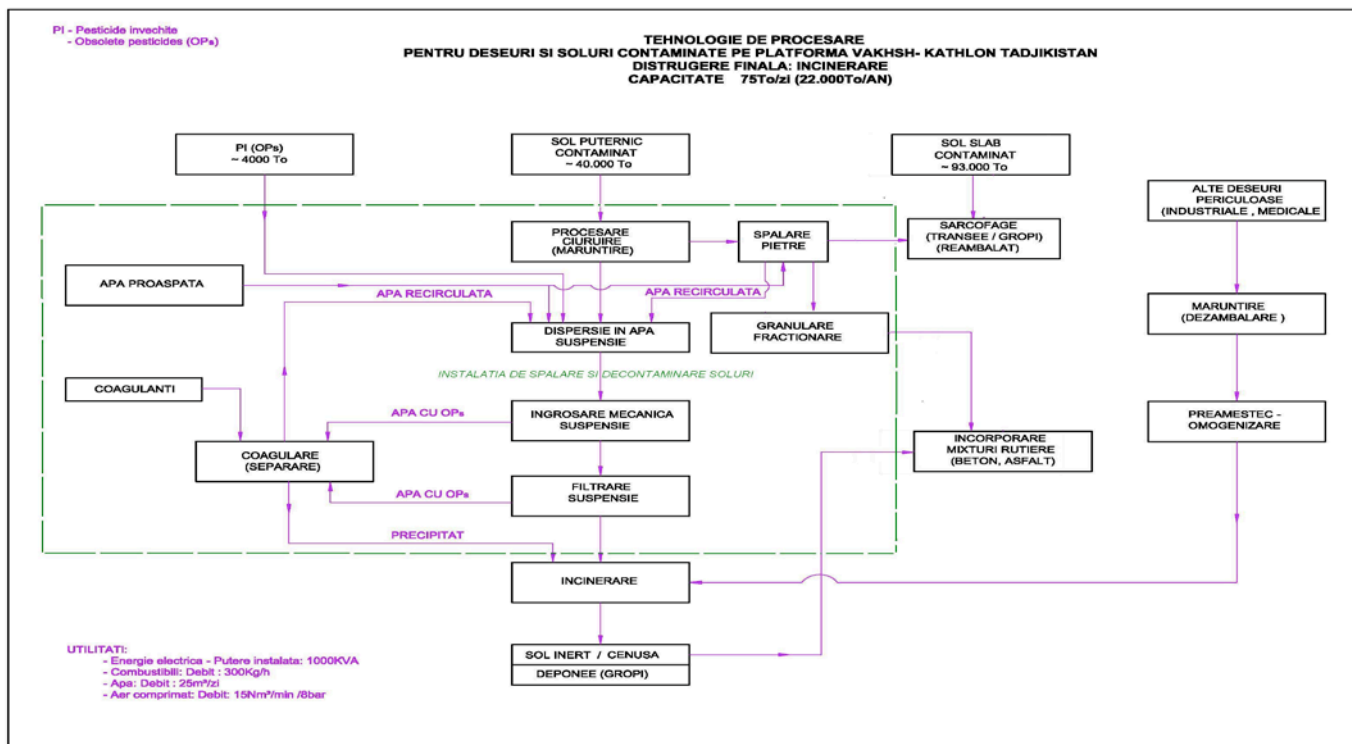 PI - Pesticide invechite
- Obsolete pesticides (OPs)
TEHNOLOGIE DE PROCESARE
PENTRU DESEURI SI SOLURI CONTAMINATE PE PLATFORMA VAKHSH- KATHLON TADJIKISTAN
DISTRUGERE FINALA: INCINERARE
CAPACITATE 75To/zi (22.000To/AN)
PI (OPs)
~ 4000 To
SOL PUTERNIC
CONTAMINAT
~ 40.000 To
SOL SLAB
CONTAMINAT
~93.000 To
ALTE DESEURI
PERICULOASE
(INDUSTRIALE , MEDICALE
PROCESARE
CIURUIRE
(MARUNTIRE)
SPALARE
PIETRE
SARCOFAGE
(TRANSEE / GROPI)
(REAMBALAT)
APA PROASPATA
APA RECIRCULATA
APA RECIRCULATA
MARUNTIRE
(DEZAMBALARE )
DISPERSIE IN APA
SUSPENSIE
GRANULARE
FRACTIONARE
INSTALATIA DE SPALARE SI DECONTAMINARE SOLURI
COAGULANTI
APA CU OPs
INGROSARE MECANICA
SUSPENSIE
PREAMESTEC -
OMOGENIZARE
COAGULARE
(SEPARARE)
INCORPORARE
MIXTURI RUTIERE
(BETON, ASFALT)
APA CU OPs
FILTRARE
SUSPENSIE
PRECIPITAT
INCINERARE
SOL INERT / CENUSA
DEPONEE (GROPI)
UTILITATI:
- Energie electrica - Putere instalata: 1000KVA
- Combustibili: Debit : 300Kg/h
- Apa: Debit : 25m³/zi
- Aer comprimat: Debit: 15Nm³/min /8bar